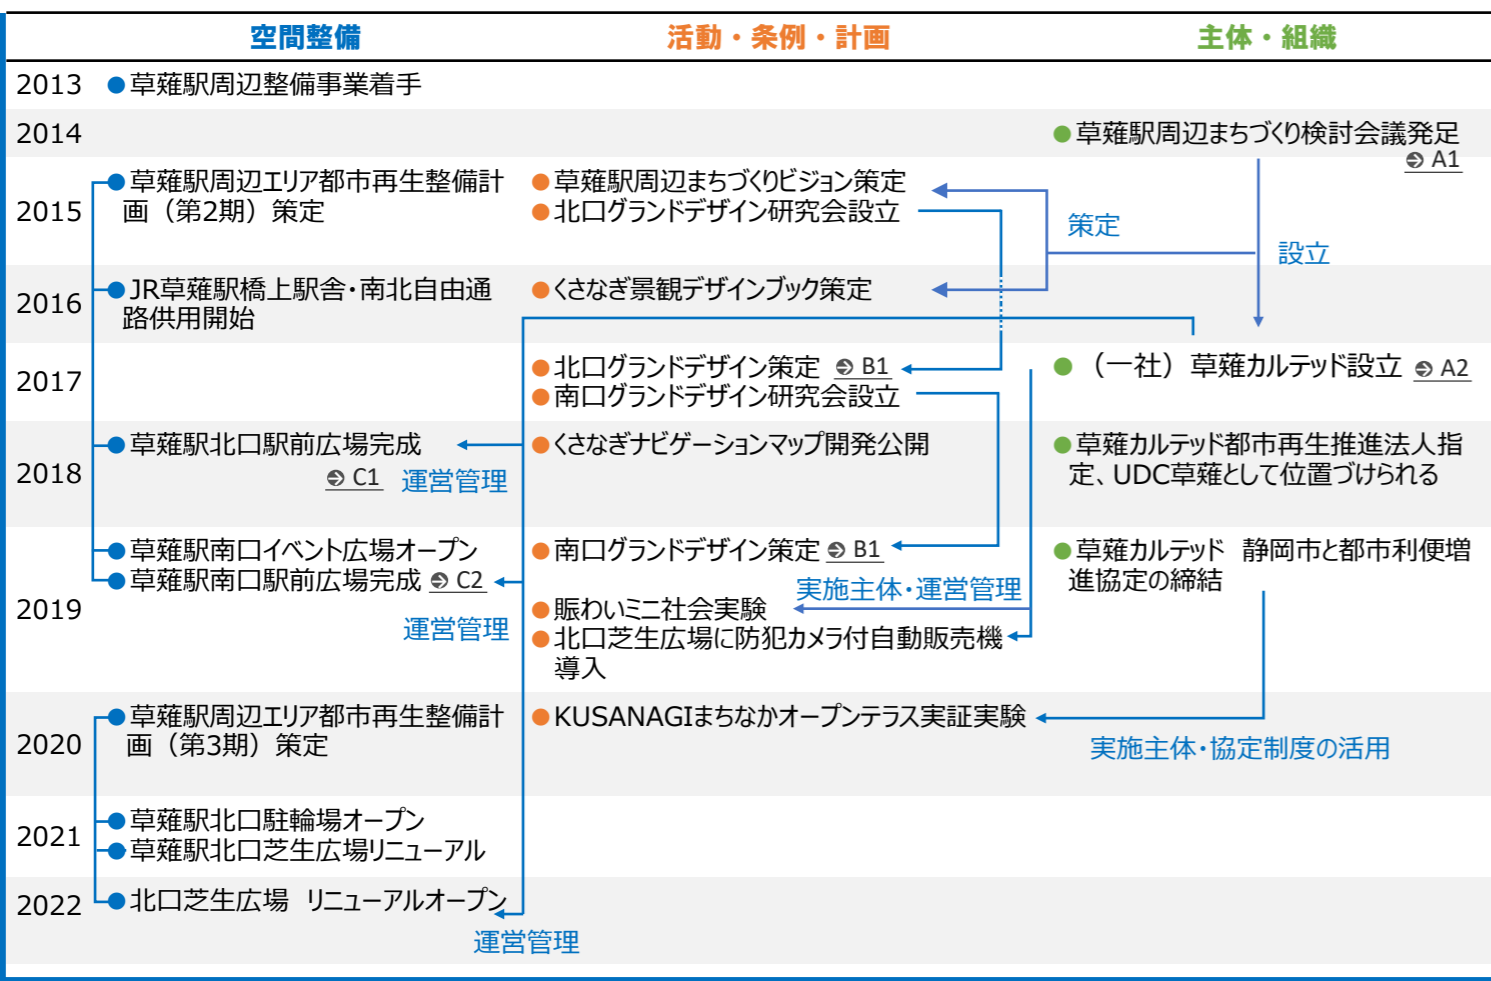 空間整備 活動・条例・計画 主体・組織
2013 ●草薙駅周辺整備事業着手
2014 ●草薙駅周辺まちづくり検討会議発足
A1
2015 ●草薙駅周辺エリア都市再生整備計
画（第2期）策定
●草薙駅周辺まちづくりビジョン策定
●北口グランドデザイン研究会設立
策定
設立
2016 ●JR草薙駅橋上駅舎・南北自由通
路供用開始
●くさなぎ景観デザインブック策定
2017 ●北口グランドデザイン策定 B1
●南口グランドデザイン研究会設立
●（一社）草薙カルテッド設立 A2
2018 ●草薙駅北口駅前広場完成
C1 運営管理
●くさなぎナビゲーションマップ開発公開
●草薙カルテッド都市再生推進法人指
定、UDC草薙として位置づけられる
2019 ●草薙駅南口イベント広場オープン
●草薙駅南口駅前広場完成 C2
運営管理
●南口グランドデザイン策定 B1
実施主体・運営管理
●賑わいミニ社会実験
●北口芝生広場に防犯カメラ付自動販売機
導入
●草薙カルテッド 静岡市と都市利便増
進協定の締結
2020 ●草薙駅周辺エリア都市再生整備計
画（第3期）策定
●KUSANAGIまちなかオープンテラス実証実験
実施主体・協定制度の活用
2021 ●草薙駅北口駐輪場オープン
●草薙駅北口芝生広場リニューアル
2022 ●北口芝生広場 リニューアルオープン
運営管理